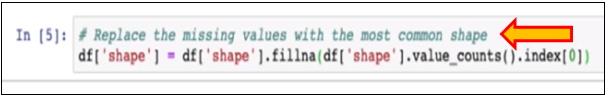 In [5]: # Replace the missing values with the most common shape
df['shape'] = df['shape'].fillna(df['shape'].value_counts().index[0])